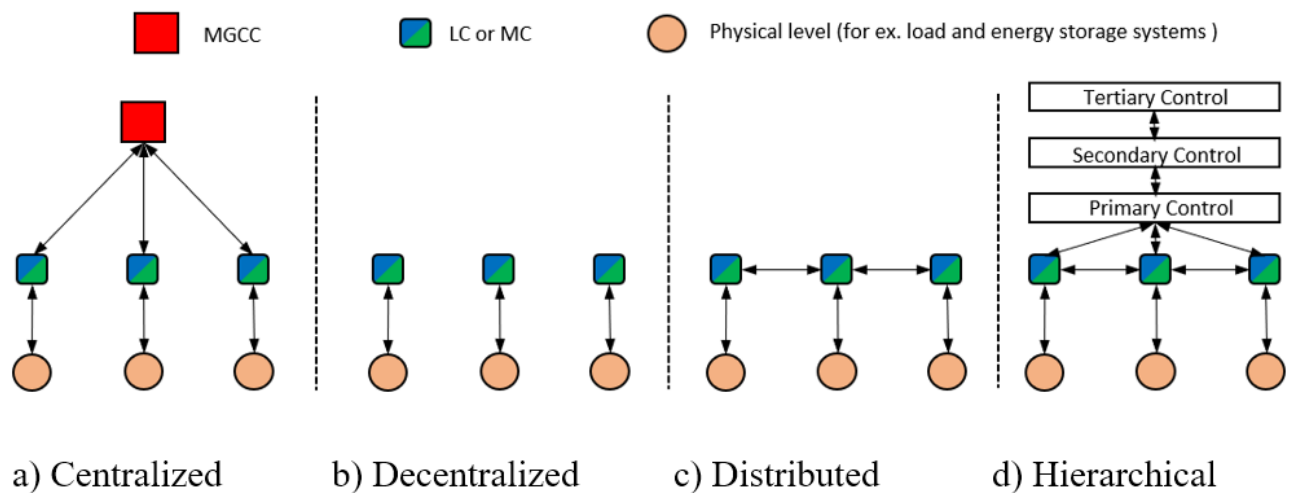 MGCC
LC or MC
Physical level (for ex. load and energy storage systems )
Tertiary Control
Secondary Control
Primary Control
a) Centralized
b) Decentralized
c) Distributed
d) Hierarchical